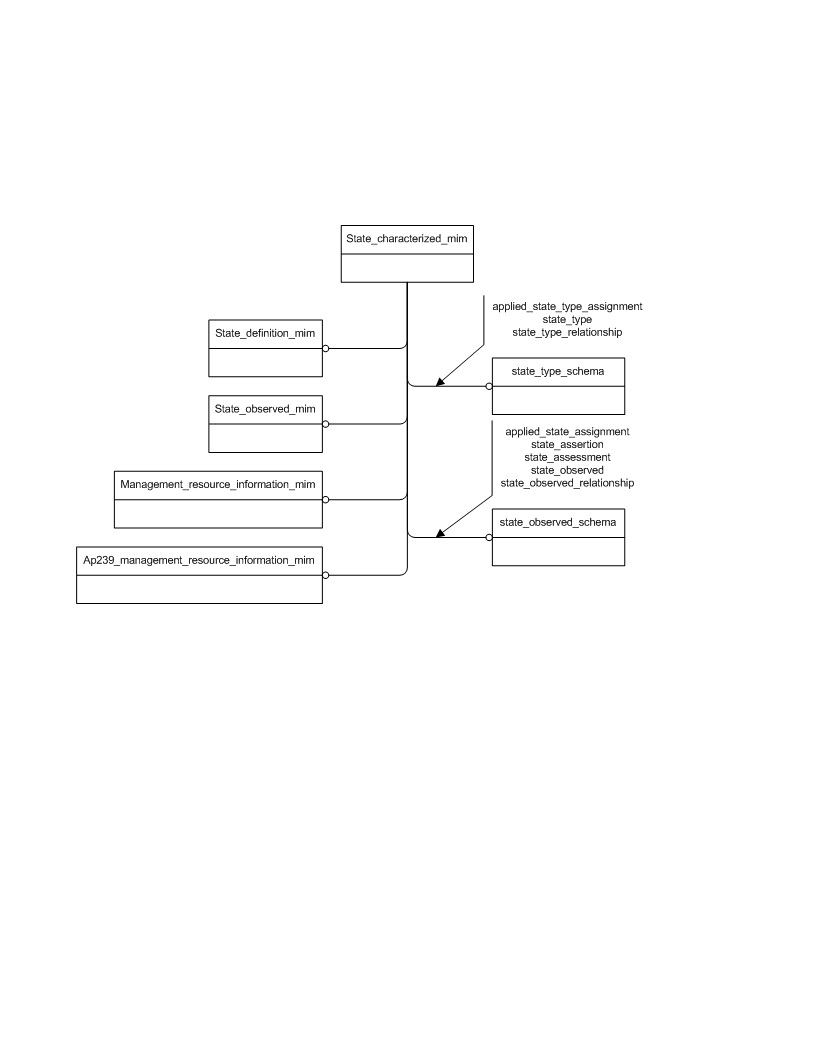 State_characterized_mim
applied_state_type_assignment
state_type
state_type_relationship
State_definition_mim
state_type_schema
State_observed_mim
applied_state_assignment
state_assertion
state_assessment
state_observed
state_observed_relationship
Management_resource_information_mim
state_observed_schema
Ap239_management_resource_information_mim